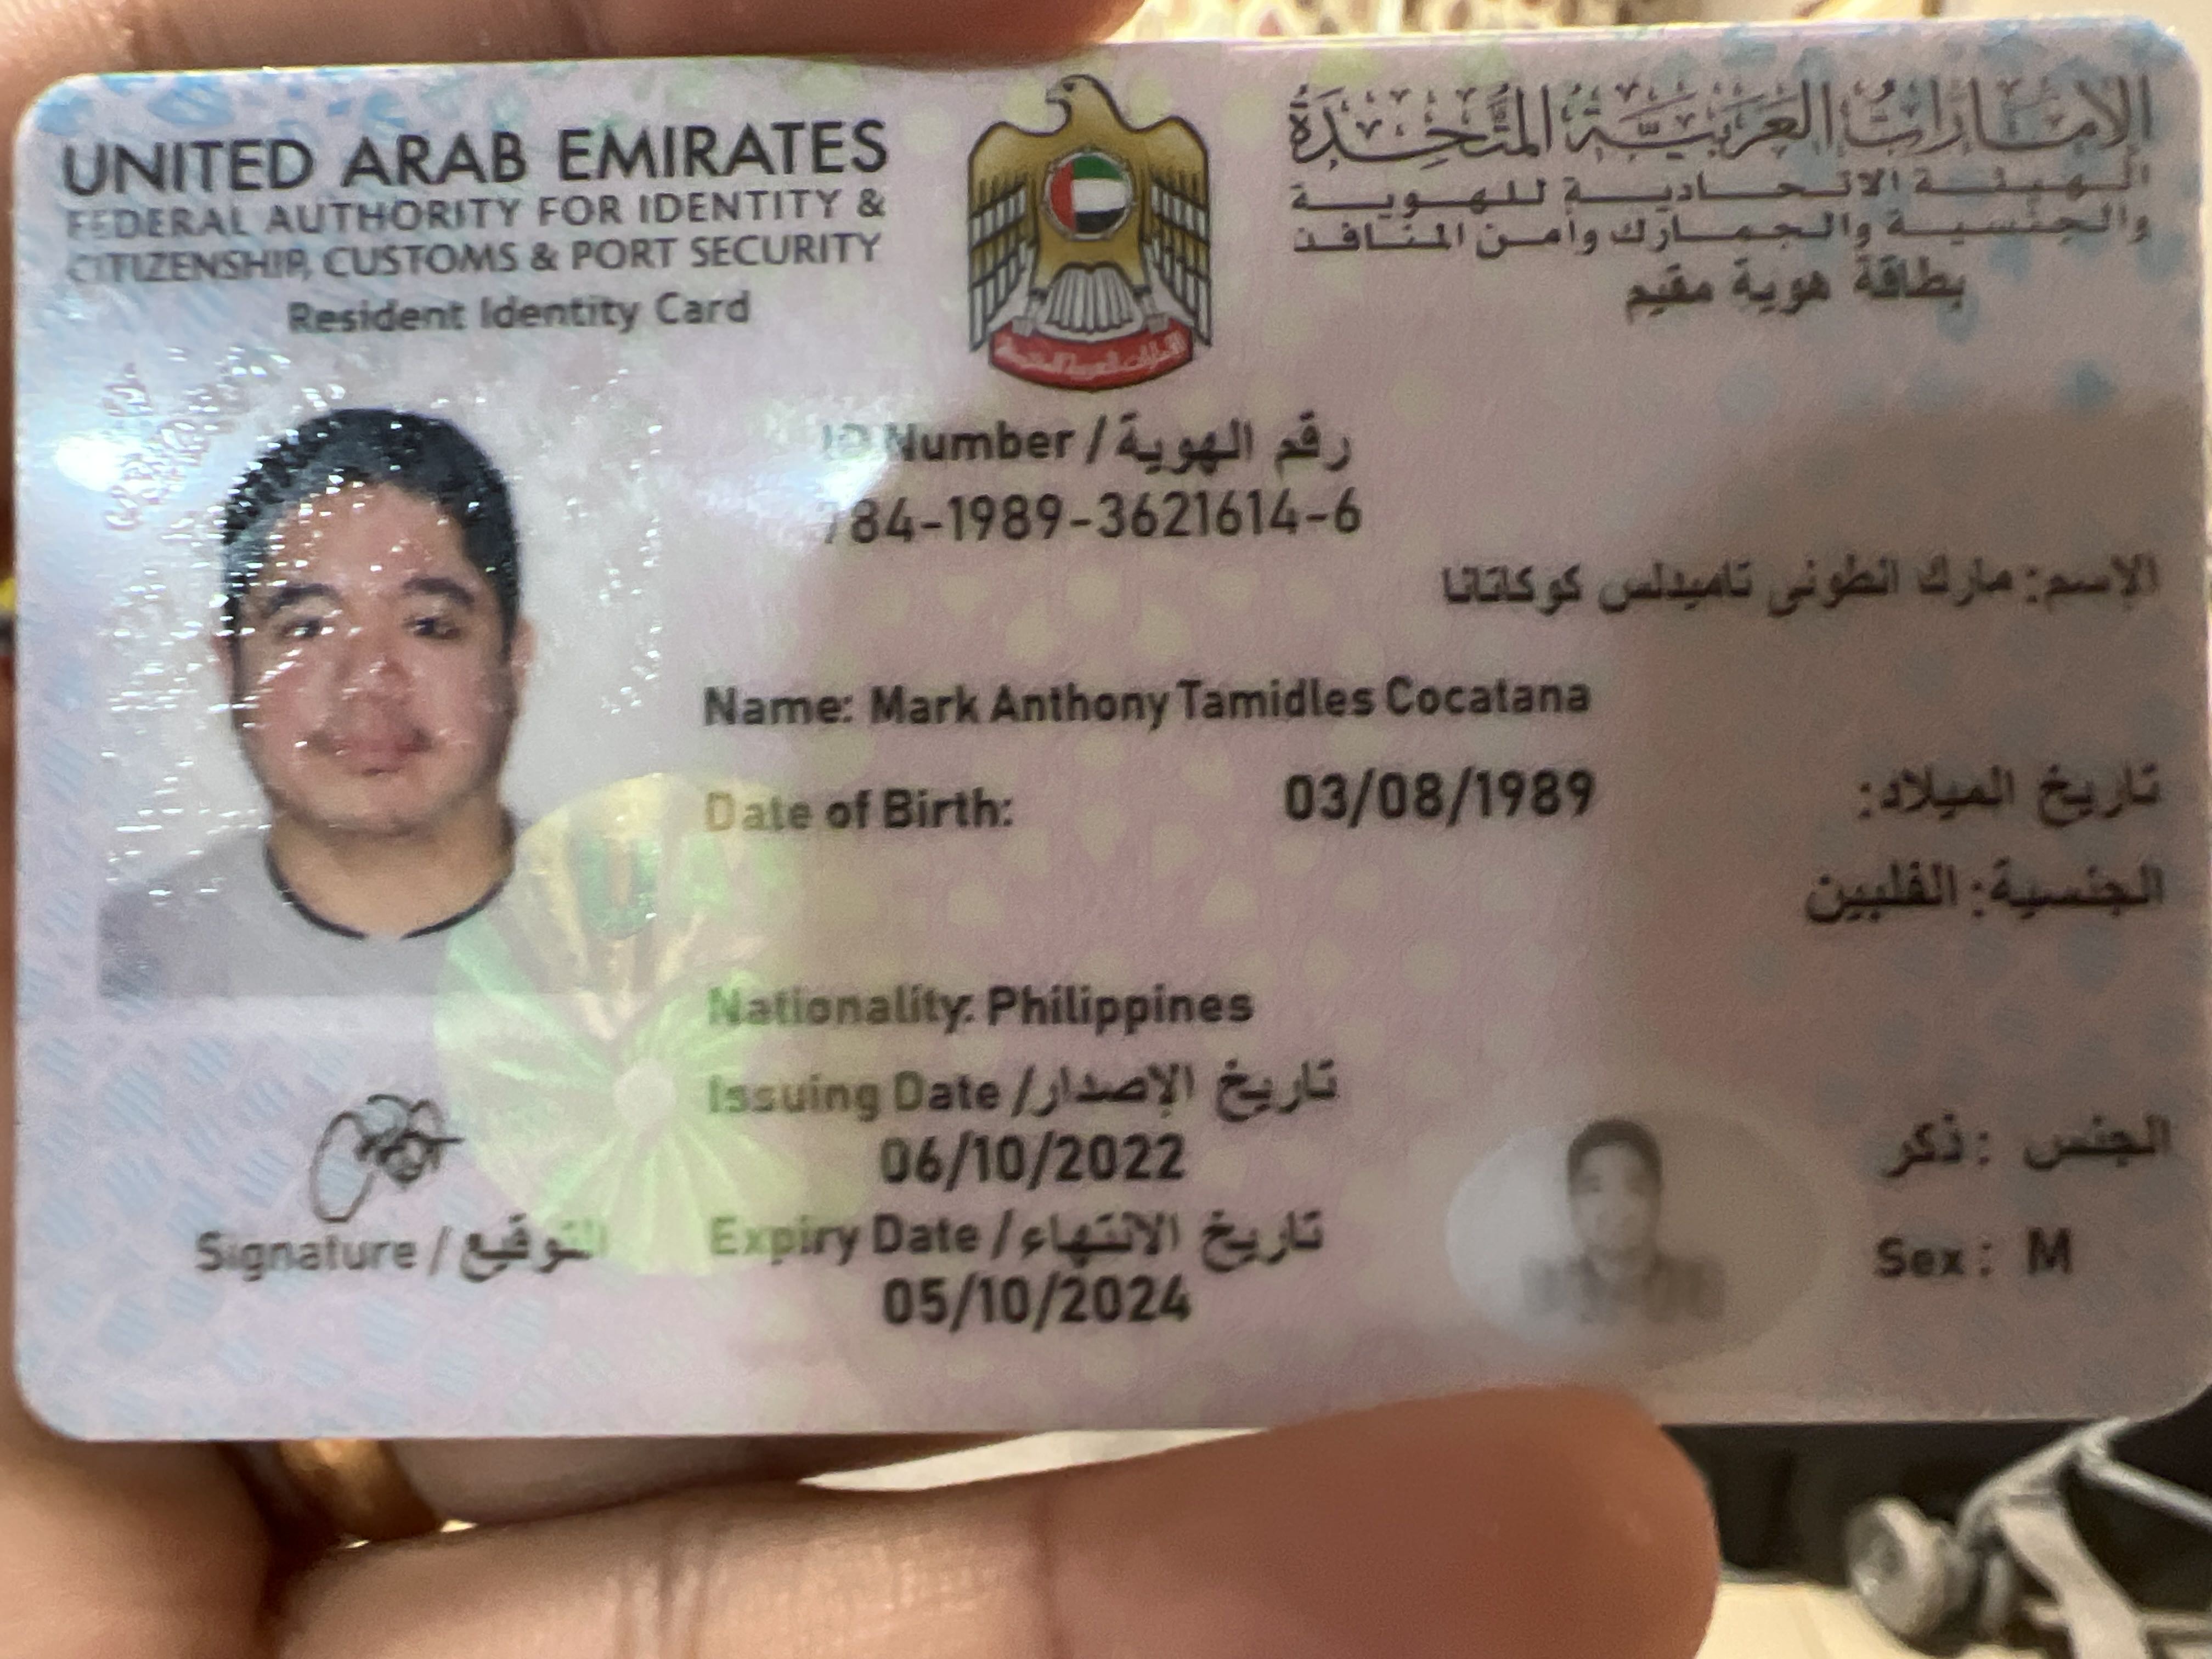 UNITED ARAB EMIRATES
FEDERAL AUTHORITY FOR IDENTITY &
CITIZENSHIP, CUSTOMS & PORT SECURITY
Resident Identity Card
الإمارات العربية المتحدة
الهيئة الاتحادية للهوية
والجنسية والجمارك وأمن المنافذ
بطاقة هوية مقيم
الإمارات العربية المتحدة
ID Number / رقم الهوية
784-1989-3621614-6
الإسم: مارك انطونى تاميدلس كوكاتانا
Name: Mark Anthony Tamidles Cocatana
Date of Birth: 03/08/1989 تاريخ الميلاد:
الجنسية: الفلبين
Nationality: Philippines
Issuing Date / تاريخ الإصدار
06/10/2022
Expiry Date / تاريخ الانتهاء
05/10/2024
الجنس : ذكر
Sex : M
Signature / التوقيع